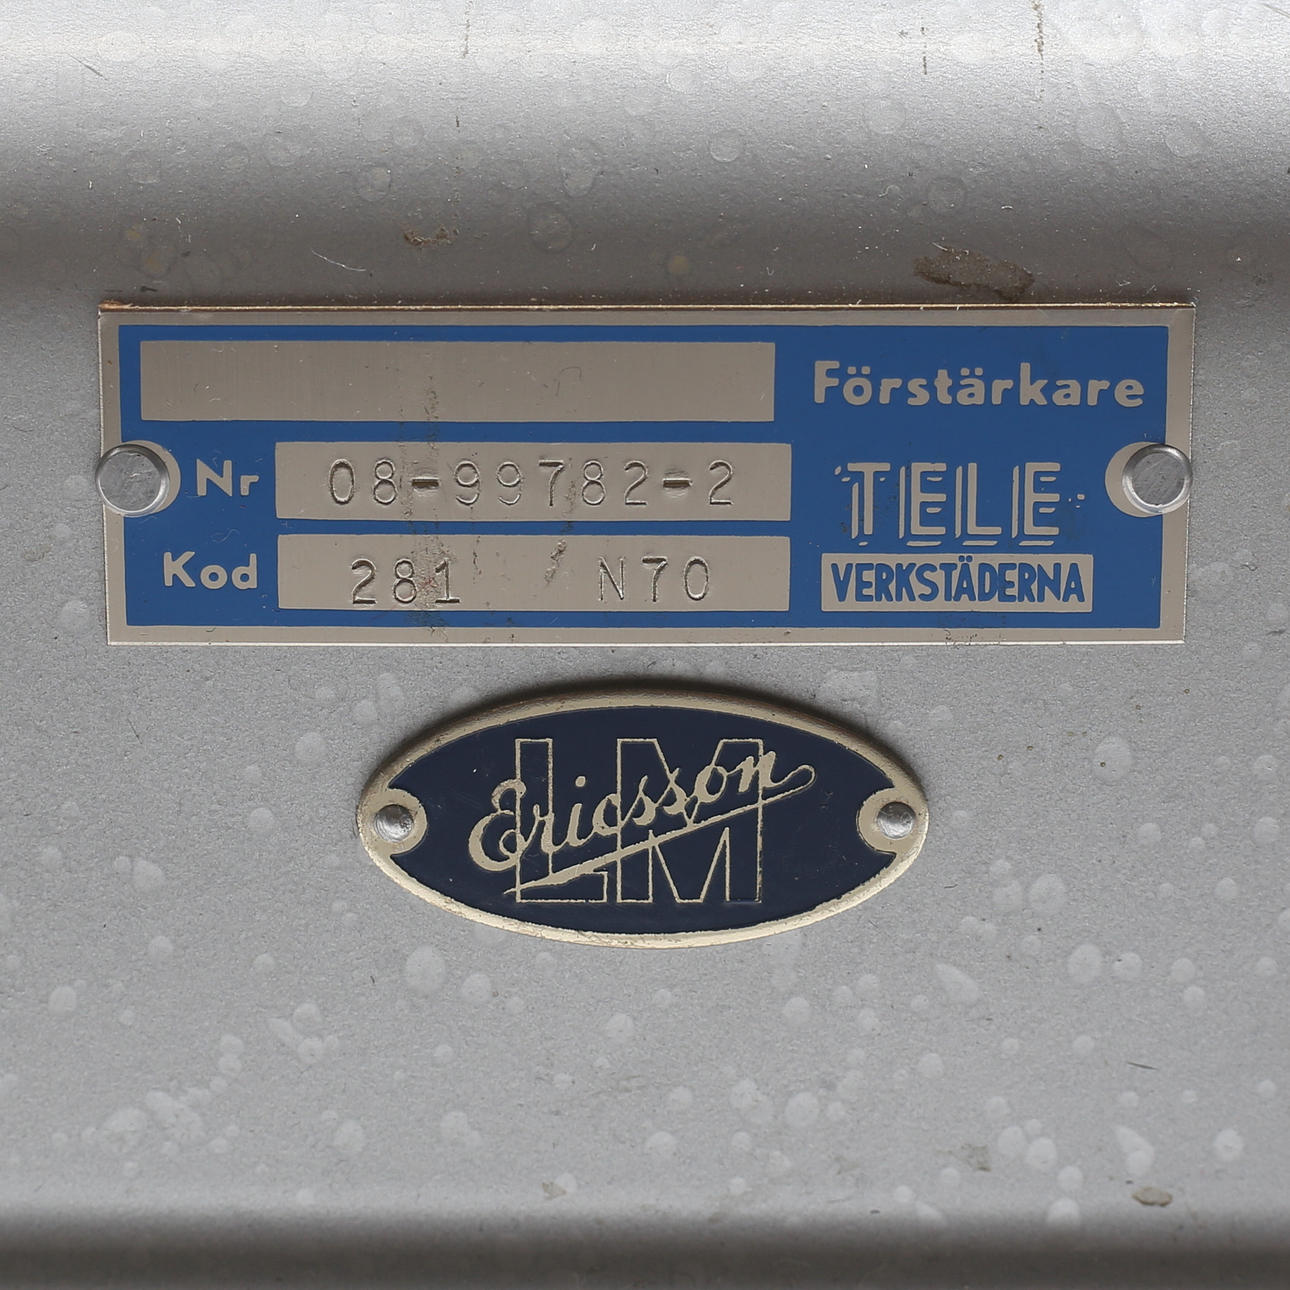 Förstärkare
Nr 08-99782-2
TELE
Kod 281 N70
VERKSTÄDERNA
LM
Ericsson